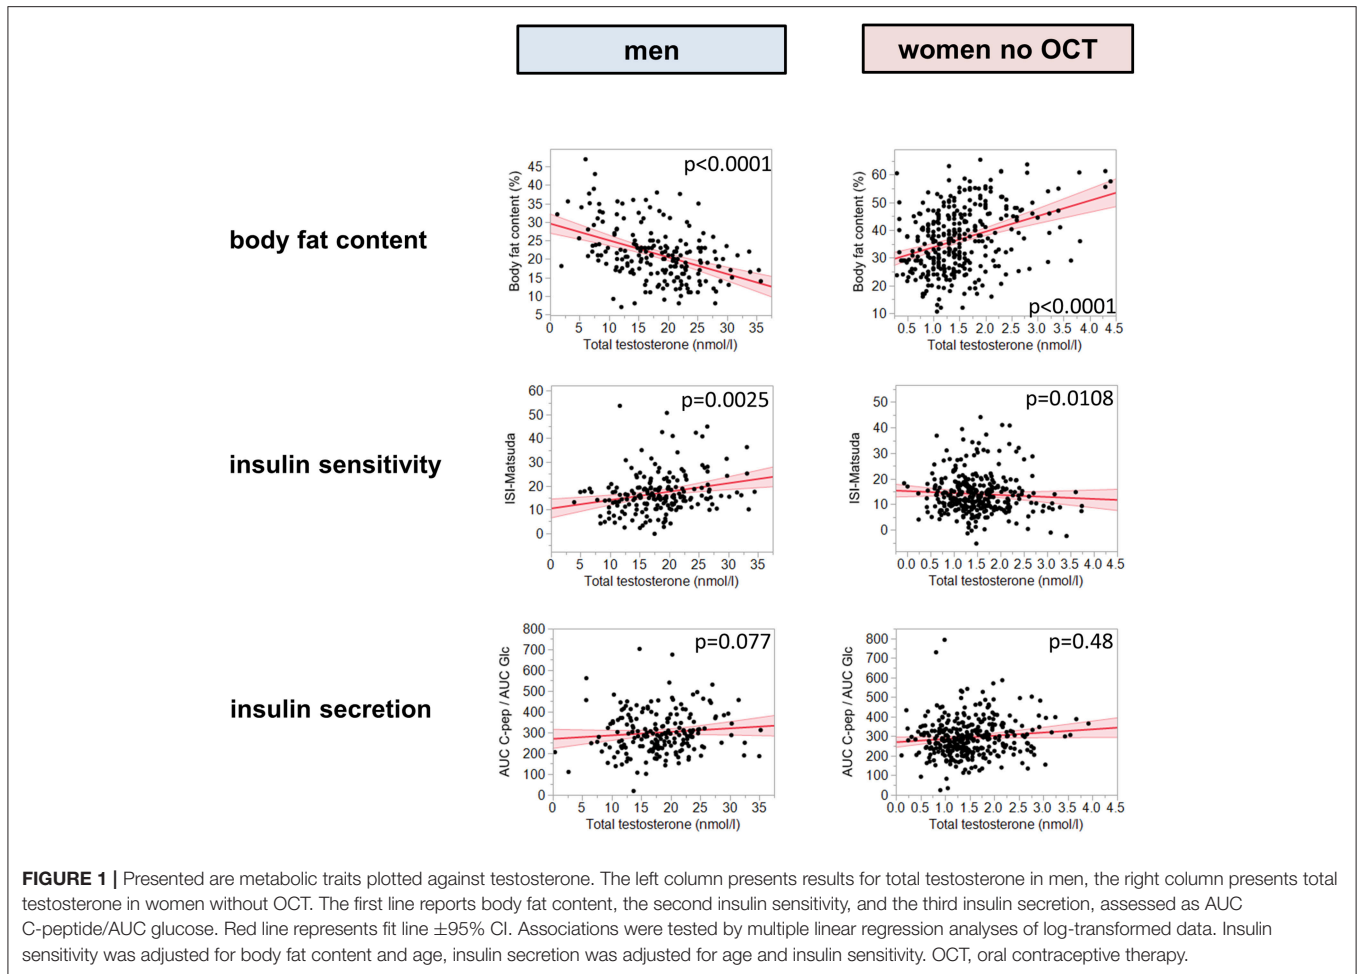 men
women no OCT
body fat content
Body fat content (%)
45
40
35
30
25
20
15
10
5
p<0.0001
0 5 10 15 20 25 30 35
Total testosterone (nmol/l)
Body fat content (%)
60
50
40
30
20
10
p<0.0001
0.5 1.0 1.5 2.0 2.5 3.0 3.5 4.0 4.5
Total testosterone (nmol/l)
insulin sensitivity
ISI-Matsuda
60
50
40
30
20
10
0
p=0.0025
0 5 10 15 20 25 30 35
Total testosterone (nmol/l)
ISI-Matsuda
50
40
30
20
10
0
p=0.0108
0.0 0.5 1.0 1.5 2.0 2.5 3.0 3.5 4.0 4.5
Total testosterone (nmol/l)
insulin secretion
AUC C-pep / AUC Glc
800
700
600
500
400
300
200
100
0
p=0.077
0 5 10 15 20 25 30 35
Total testosterone (nmol/l)
AUC C-pep / AUC Glc
800
700
600
500
400
300
200
100
0
p=0.48
0.0 0.5 1.0 1.5 2.0 2.5 3.0 3.5 4.0 4.5
Total testosterone (nmol/l)
FIGURE 1 | Presented are metabolic traits plotted against testosterone. The left column presents results for total testosterone in men, the right column presents total
testosterone in women without OCT. The first line reports body fat content, the second insulin sensitivity, and the third insulin secretion, assessed as AUC
C-peptide/AUC glucose. Red line represents fit line ±95% CI. Associations were tested by multiple linear regression analyses of log-transformed data. Insulin
sensitivity was adjusted for body fat content and age, insulin secretion was adjusted for age and insulin sensitivity. OCT, oral contraceptive therapy.